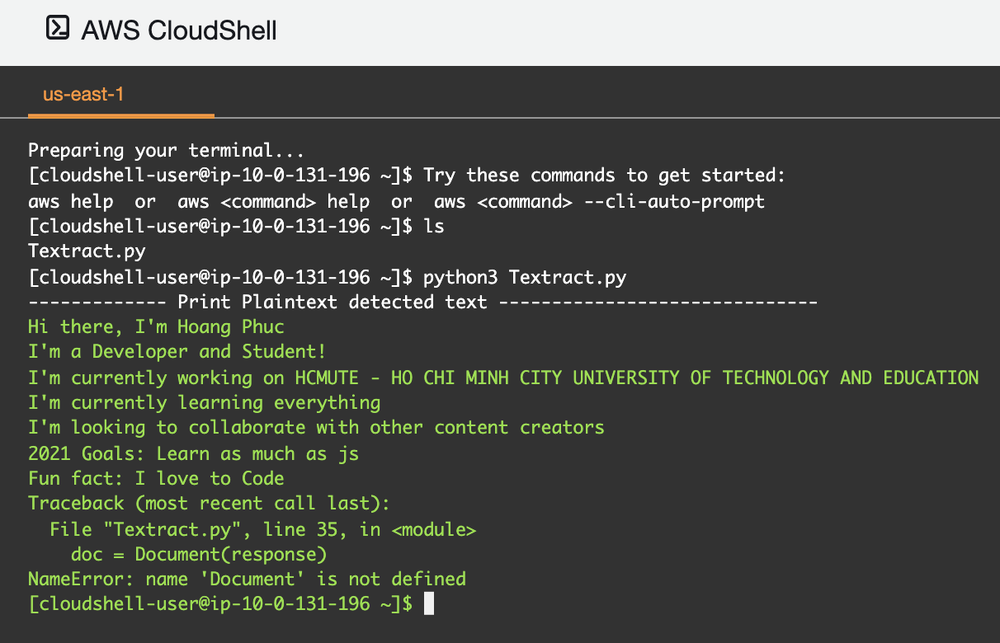 AWS CloudShell
us-east-1
Preparing your terminal...
[cloudshell-user@ip-10-0-131-196 ~]$ Try these commands to get started:
aws help  or  aws <command> help  or  aws <command> --cli-auto-prompt
[cloudshell-user@ip-10-0-131-196 ~]$ ls
Textract.py
[cloudshell-user@ip-10-0-131-196 ~]$ python3 Textract.py
------------- Print Plaintext detected text ------------------------------
Hi there, I'm Hoang Phuc
I'm a Developer and Student!
I'm currently working on HCMUTE - HO CHI MINH CITY UNIVERSITY OF TECHNOLOGY AND EDUCATION
I'm currently learning everything
I'm looking to collaborate with other content creators
2021 Goals: Learn as much as js
Fun fact: I love to Code
Traceback (most recent call last):
  File "Textract.py", line 35, in <module>
    doc = Document(response)
NameError: name 'Document' is not defined
[cloudshell-user@ip-10-0-131-196 ~]$